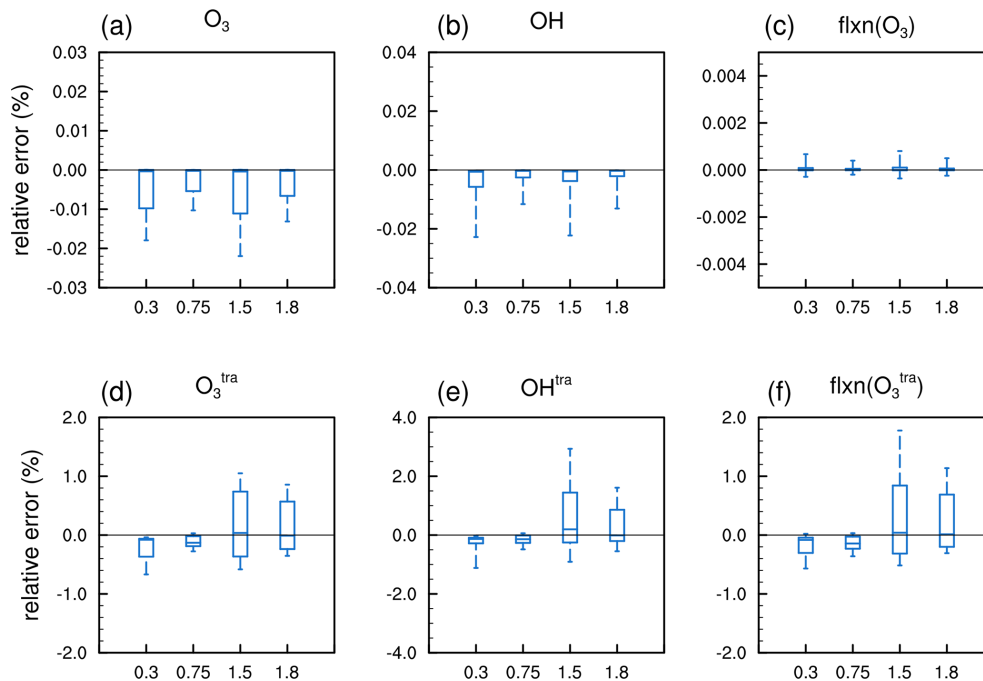 (a) O₃
(b) OH
(c) flxn(O₃)
relative error (%)
0.03
0.02
0.01
0.00
-0.01
-0.02
-0.03
0.3 0.75 1.5 1.8
0.04
0.02
0.00
-0.02
-0.04
0.3 0.75 1.5 1.8
0.004
0.002
0.000
-0.002
-0.004
0.3 0.75 1.5 1.8
(d) O₃ᵗʳᵃ
(e) OHᵗʳᵃ
(f) flxn(O₃ᵗʳᵃ)
relative error (%)
2.0
1.0
0.0
-1.0
-2.0
0.3 0.75 1.5 1.8
4.0
2.0
0.0
-2.0
-4.0
0.3 0.75 1.5 1.8
2.0
1.0
0.0
-1.0
-2.0
0.3 0.75 1.5 1.8